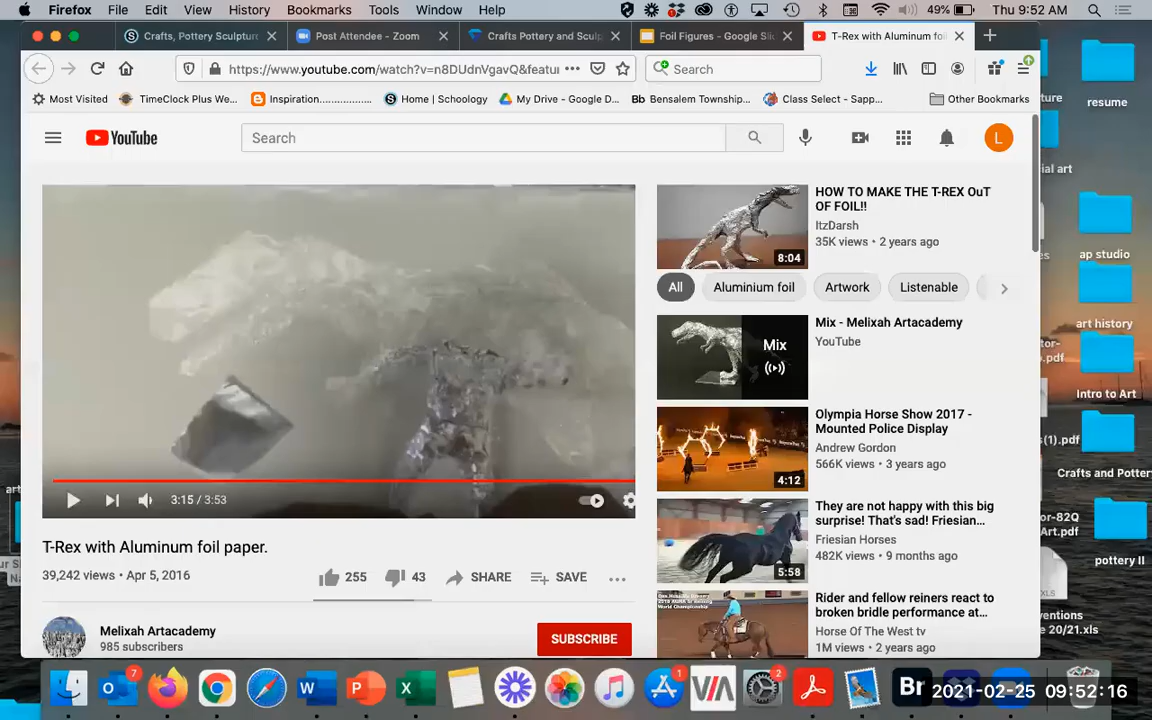 Firefox File Edit View History Bookmarks Tools Window Help 49% Thu 9:52 AM
Crafts, Pottery Sculpture Post Attendee - Zoom Crafts Pottery and Sculp Foil Figures - Google Sli T-Rex with Aluminum foil
https://www.youtube.com/watch?v=n8DUdnVgavQ&featu Search
Most Visited TimeClock Plus We... Inspiration................... Home | Schoology My Drive - Google D... Bensalem Township... Class Select - Sapp... Other Bookmarks
YouTube Search L
HOW TO MAKE THE T-REX OuT
OF FOIL!!
ItzDarsh
35K views • 2 years ago
8:04
All Aluminium foil Artwork Listenable
Mix - Melixah Artacademy
YouTube
Mix
Olympia Horse Show 2017 -
Mounted Police Display
Andrew Gordon
566K views • 3 years ago
4:12
They are not happy with this big
surprise! That's sad! Friesian...
Friesian Horses
482K views • 9 months ago
5:58
Rider and fellow reiners react to
broken bridle performance at...
Horse Of The West tv
1M views • 2 years ago
3:15 / 3:53
T-Rex with Aluminum foil paper.
39,242 views • Apr 5, 2016
255 43 SHARE SAVE
Melixah Artacademy
985 subscribers
SUBSCRIBE
resume
ap studio
art history
Intro to Art
Crafts and Pottery
pottery II
7 1 2
W P X VIA Br
2021-02-25 09:52:16